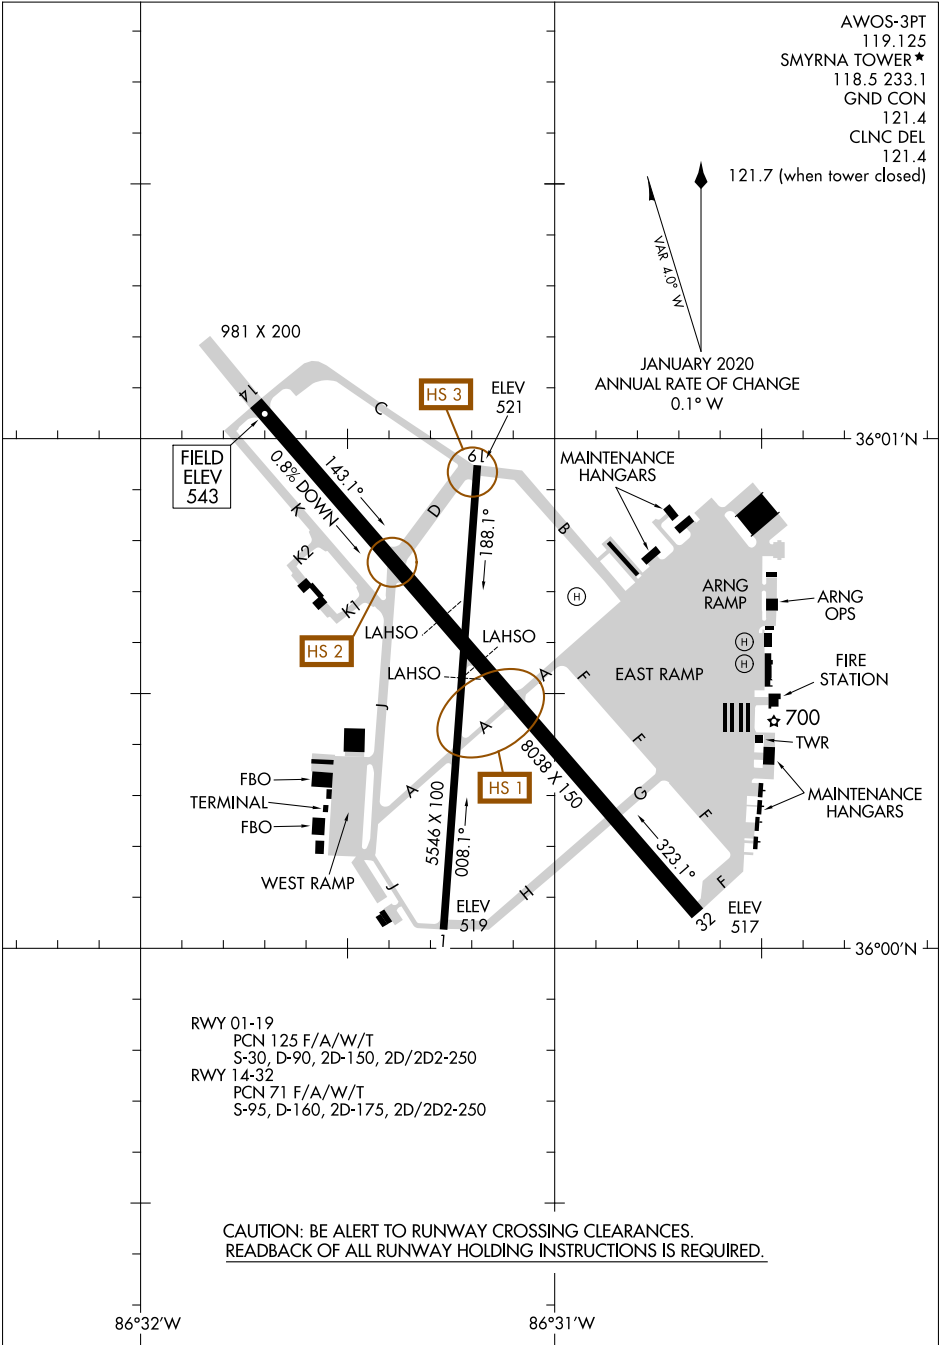 AWOS-3PT
119.125
SMYRNA TOWER★
118.5 233.1
GND CON
121.4
CLNC DEL
121.4
121.7 (when tower closed)
VAR 4.0° W
JANUARY 2020
ANNUAL RATE OF CHANGE
0.1° W
981 X 200
14
C
HS 3
ELEV
521
19
36°01'N
FIELD
ELEV
543
0.8% DOWN
143.1°
K
D
188.1°
B
MAINTENANCE
HANGARS
K2
K1
H
ARNG
RAMP
ARNG
OPS
HS 2
LAHSO
LAHSO
LAHSO
H
H
EAST RAMP
FIRE
STATION
A
F
J
A
F
700
TWR
HS 1
8038 X 150
FBO
TERMINAL
FBO
A
5546 X 100
008.1°
G
F
MAINTENANCE
HANGARS
323.1°
WEST RAMP
J
H
F
ELEV
519
1
32
ELEV
517
36°00'N
RWY 01-19
PCN 125 F/A/W/T
S-30, D-90, 2D-150, 2D/2D2-250
RWY 14-32
PCN 71 F/A/W/T
S-95, D-160, 2D-175, 2D/2D2-250
CAUTION: BE ALERT TO RUNWAY CROSSING CLEARANCES.
READBACK OF ALL RUNWAY HOLDING INSTRUCTIONS IS REQUIRED.
86°32'W
86°31'W